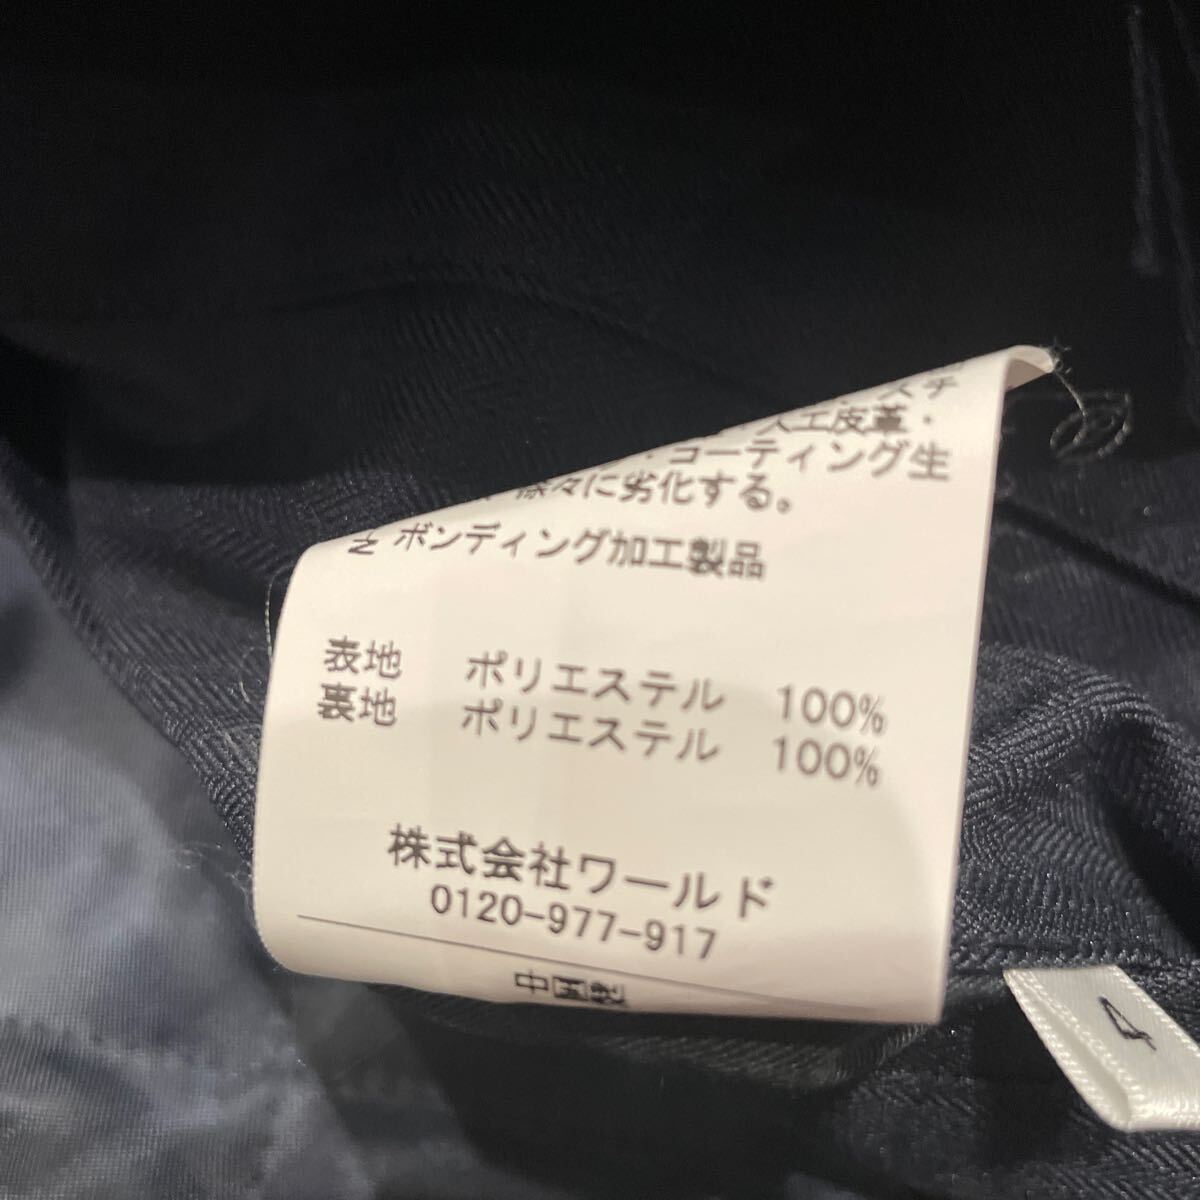 スチ
人工皮革・
コーティング生
徐々に劣化する。
ボンディング加工製品
表地 ポリエステル 100%
裏地 ポリエステル 100%
株式会社ワールド
0120-977-917
中国製
4